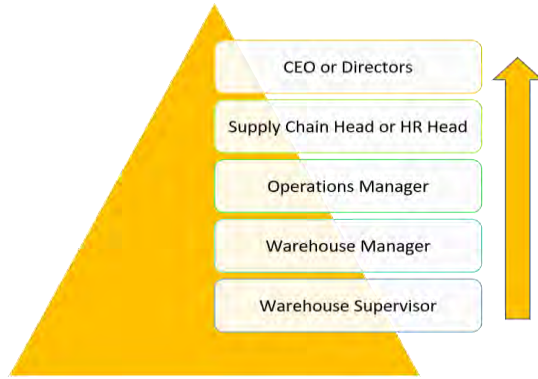 CEO or Directors
Supply Chain Head or HR Head
Operations Manager
Warehouse Manager
Warehouse Supervisor